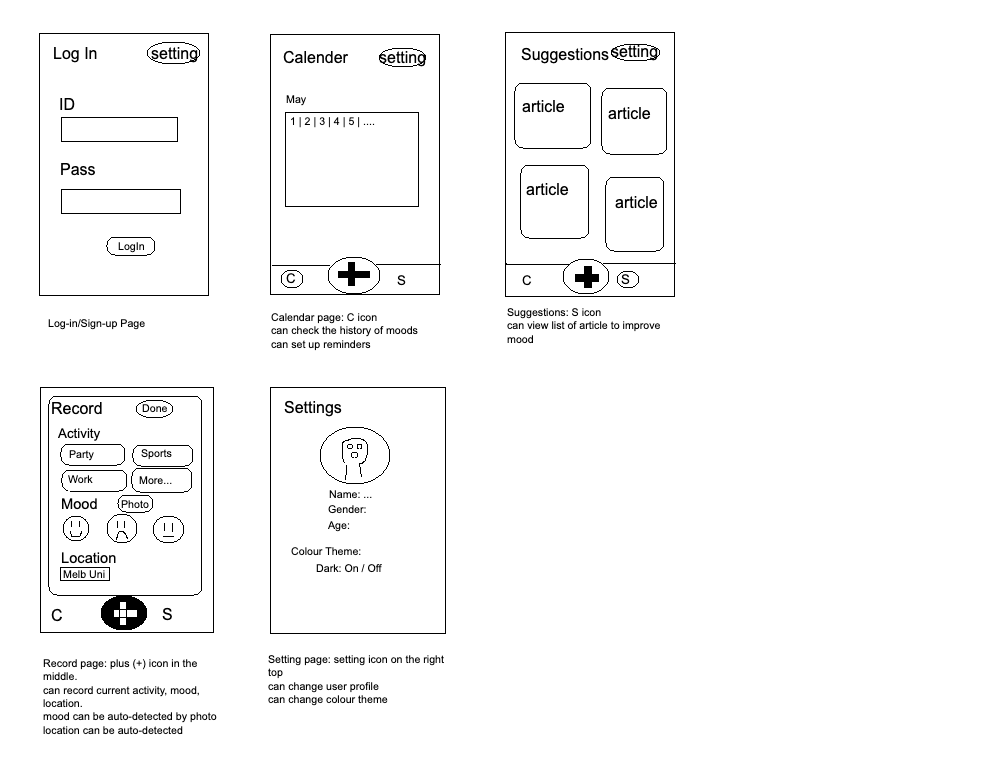 Log In setting
ID
Pass
LogIn
Log-in/Sign-up Page
Calender setting
May
1 | 2 | 3 | 4 | 5 | ....
C S
Calendar page: C icon
can check the history of moods
can set up reminders
Suggestions setting
article article
article article
C S
Suggestions: S icon
can view list of article to improve
mood
Record Done
Activity
Party Sports
Work More...
Mood Photo
Location
Melb Uni
C S
Record page: plus (+) icon in the
middle.
can record current activity, mood,
location.
mood can be auto-detected by photo
location can be auto-detected
Settings
Name: ...
Gender:
Age:
Colour Theme:
Dark: On / Off
Setting page: setting icon on the right
top
can change user profile
can change colour theme